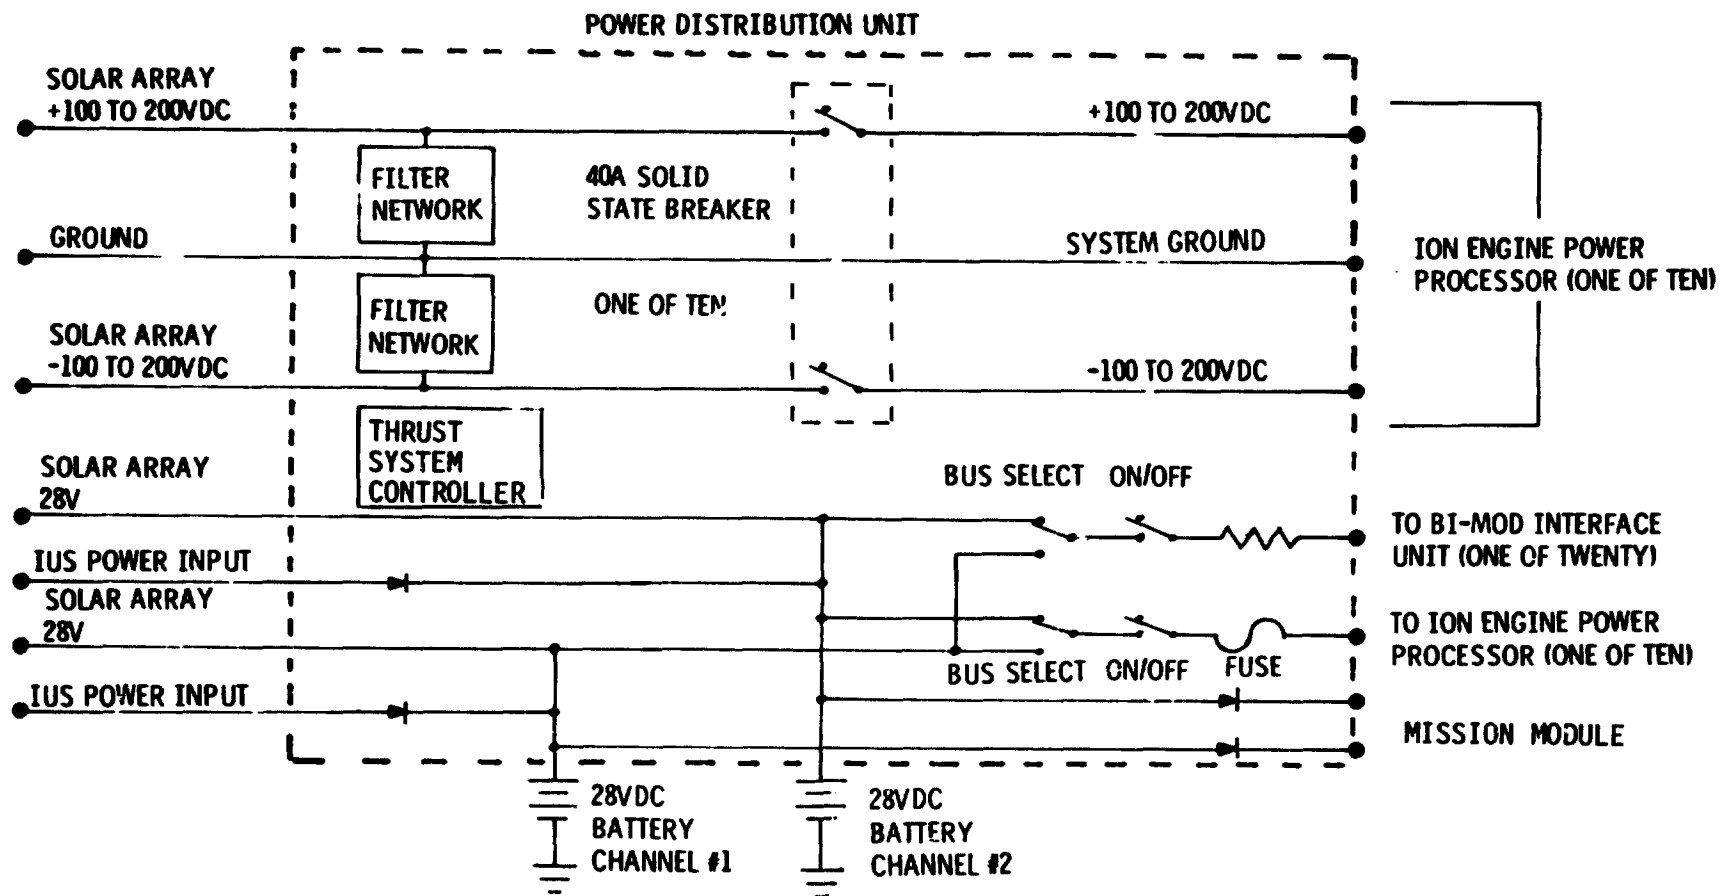 POWER DISTRIBUTION UNIT
SOLAR ARRAY
+100 TO 200VDC
+100 TO 200VDC
FILTER
NETWORK
40A SOLID
STATE BREAKER
GROUND
SYSTEM GROUND
ION ENGINE POWER
PROCESSOR (ONE OF TEN)
FILTER
NETWORK
ONE OF TEN
SOLAR ARRAY
-100 TO 200VDC
-100 TO 200VDC
THRUST
SYSTEM
CONTROLLER
SOLAR ARRAY
28V
BUS SELECT ON/OFF
TO BI-MOD INTERFACE
UNIT (ONE OF TWENTY)
IUS POWER INPUT
SOLAR ARRAY
28V
TO ION ENGINE POWER
PROCESSOR (ONE OF TEN)
BUS SELECT ON/OFF FUSE
IUS POWER INPUT
MISSION MODULE
28VDC
BATTERY
CHANNEL #1
28VDC
BATTERY
CHANNEL #2